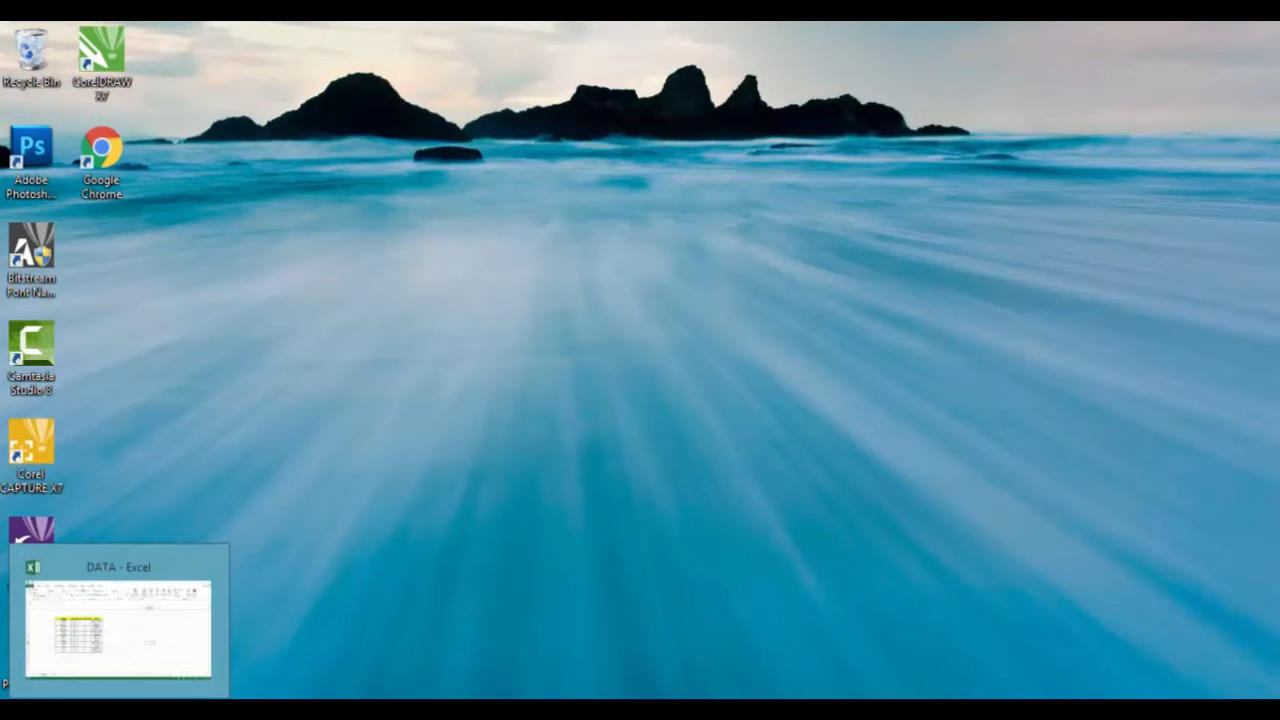 Recycle Bin
CorelDRAW
X7
Ps
Adobe
Photosh...
Google
Chrome
Bitstream
Font Na...
Camtasia
Studio 8
Corel
CAPTURE X7
DATA - Excel